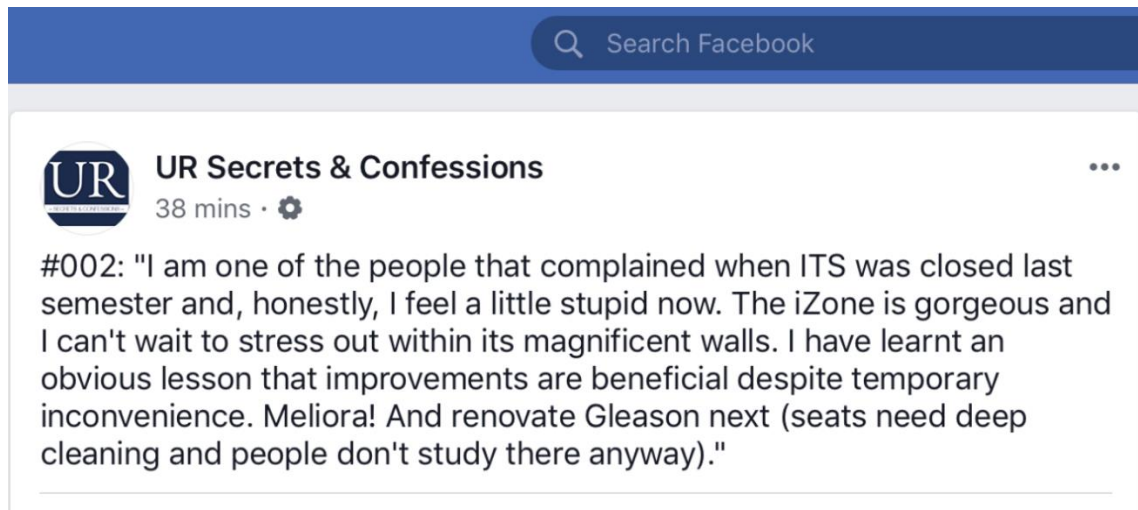 Search Facebook
UR
UR Secrets & Confessions
38 mins ·
#002: "I am one of the people that complained when ITS was closed last
semester and, honestly, I feel a little stupid now. The iZone is gorgeous and
I can't wait to stress out within its magnificent walls. I have learnt an
obvious lesson that improvements are beneficial despite temporary
inconvenience. Meliora! And renovate Gleason next (seats need deep
cleaning and people don't study there anyway)."